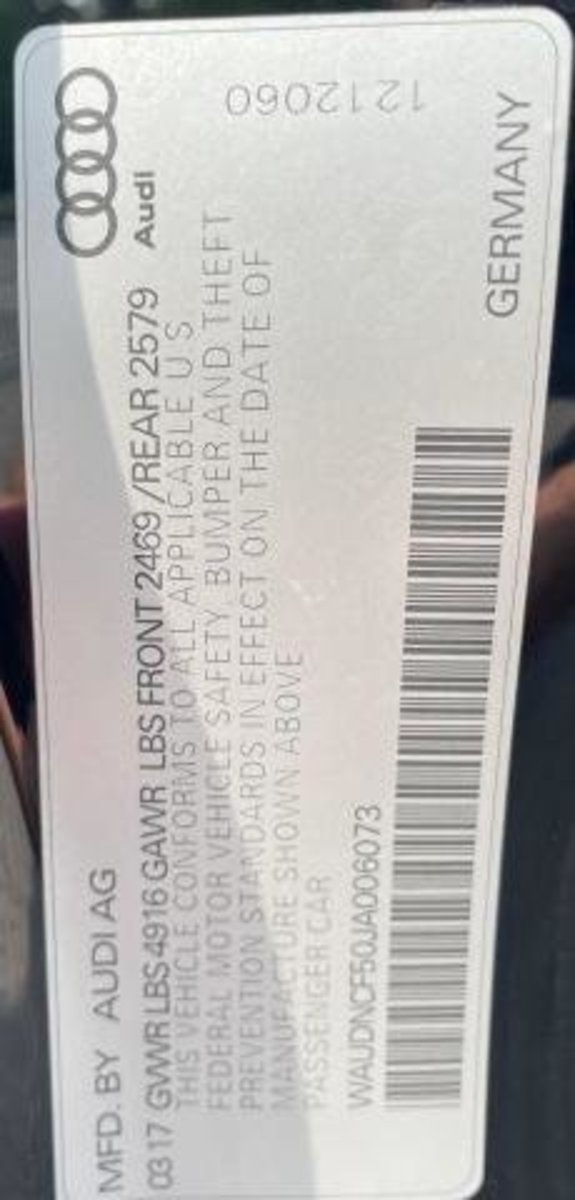 MFD. BY AUDI AG
Audi
03 17 GVWR LBS 4916 GAWR LBS FRONT 2469 /REAR 2579
THIS VEHICLE CONFORMS TO ALL APPLICABLE U S
FEDERAL MOTOR VEHICLE SAFETY, BUMPER AND THEFT
PREVENTION STANDARDS IN EFFECT ON THE DATE OF
MANUFACTURE SHOWN ABOVE
PASSENGER CAR
WAUDNCF50JA006073
GERMANY
1212060